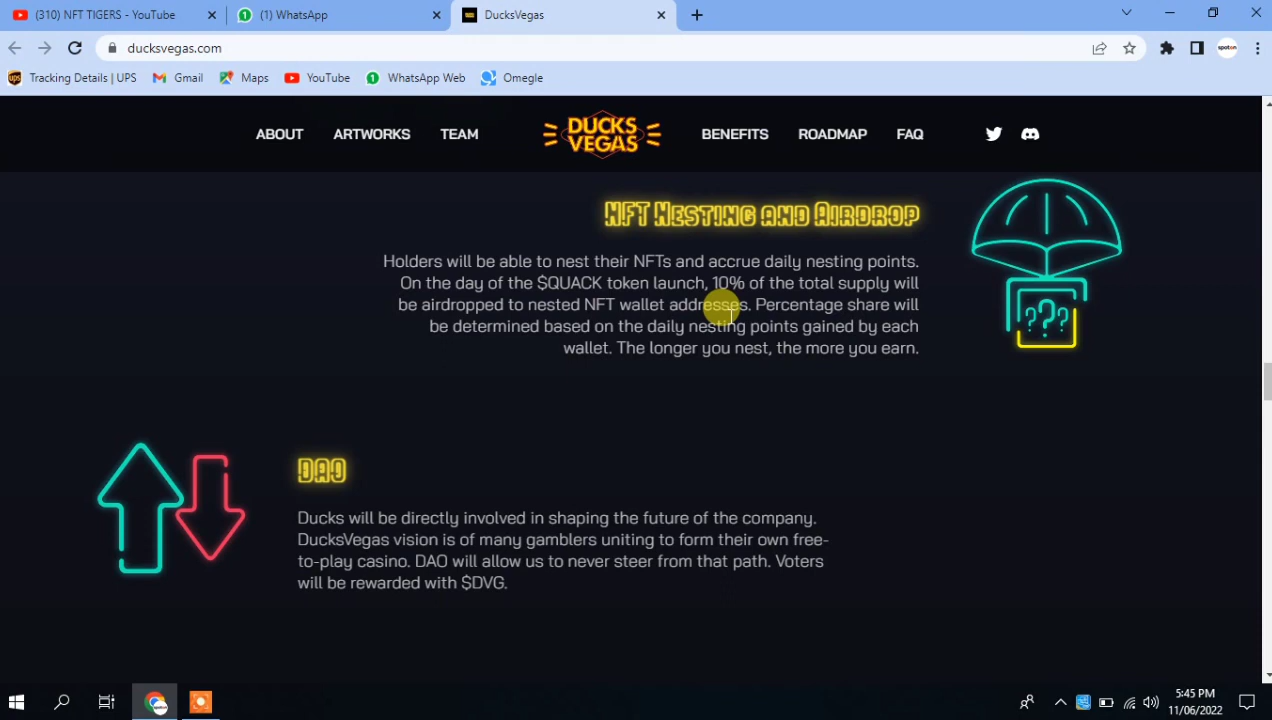 (310) NFT TIGERS - YouTube
(1) WhatsApp
DucksVegas
ducksvegas.com
spoton
Tracking Details | UPS
Gmail
Maps
YouTube
WhatsApp Web
Omegle
ABOUT
ARTWORKS
TEAM
DUCKS
VEGAS
BENEFITS
ROADMAP
FAQ
NFT NESTING AND AIRDROP
Holders will be able to nest their NFTs and accrue daily nesting points.
On the day of the $QUACK token launch, 10% of the total supply will
be airdropped to nested NFT wallet addresses. Percentage share will
be determined based on the daily nesting points gained by each
wallet. The longer you nest, the more you earn.
???
DAO
Ducks will be directly involved in shaping the future of the company.
DucksVegas vision is of many gamblers uniting to form their own free-
to-play casino. DAO will allow us to never steer from that path. Voters
will be rewarded with $DVG.
5:45 PM
11/06/2022